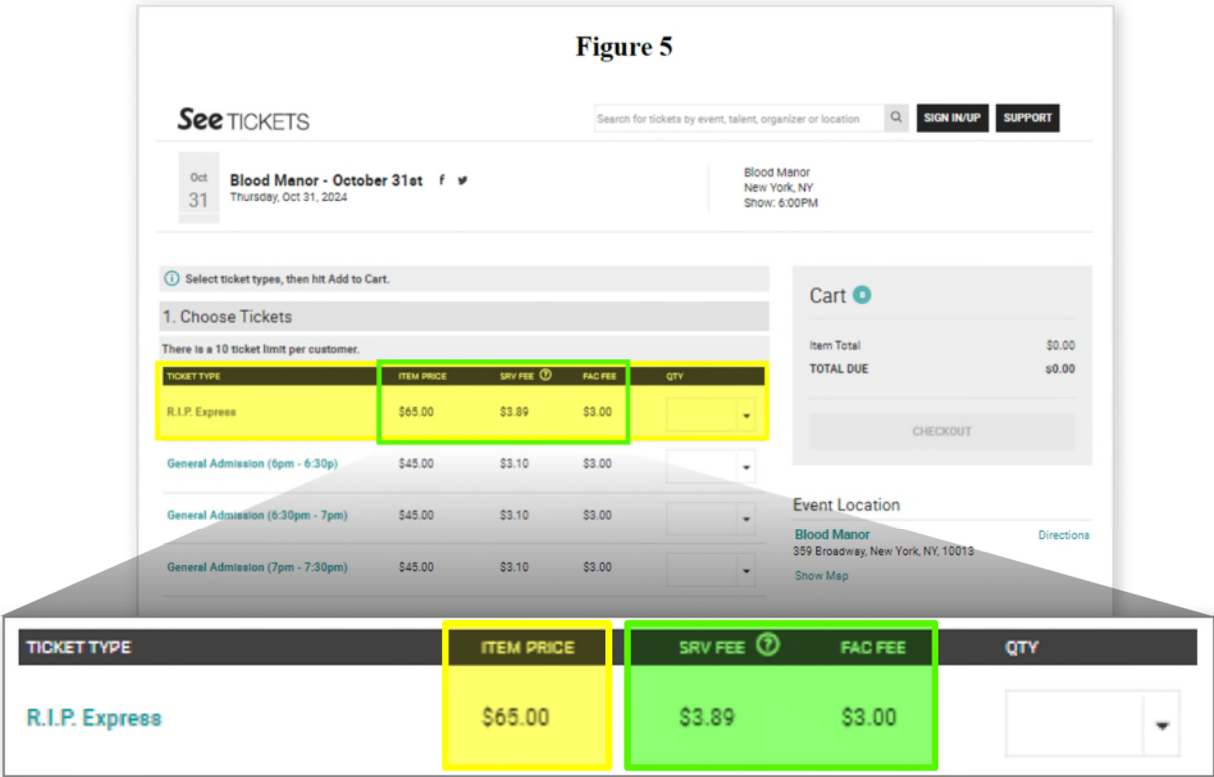 Figure 5
See TICKETS
Search for tickets by event, talent, organizer or location
SIGN IN/UP
SUPPORT
Oct
31
Blood Manor - October 31st
Thursday, Oct 31, 2024
Blood Manor
New York, NY
Show: 6:00PM
Select ticket types, then hit Add to Cart.
1. Choose Tickets
There is a 10 ticket limit per customer.
TICKET TYPE ITEM PRICE SRV FEE ? FAC FEE QTY
R.I.P. Express $65.00 $3.89 $3.00
General Admission (6pm - 6:30p) $45.00 $3.10 $3.00
General Admission (6:30pm - 7pm) $45.00 $3.10 $3.00
General Admission (7pm - 7:30pm) $45.00 $3.10 $3.00
Cart 0
Item Total $0.00
TOTAL DUE $0.00
CHECKOUT
Event Location
Blood Manor Directions
359 Broadway, New York, NY, 10013
Show Map
TICKET TYPE ITEM PRICE SRV FEE ? FAC FEE QTY
R.I.P. Express $65.00 $3.89 $3.00